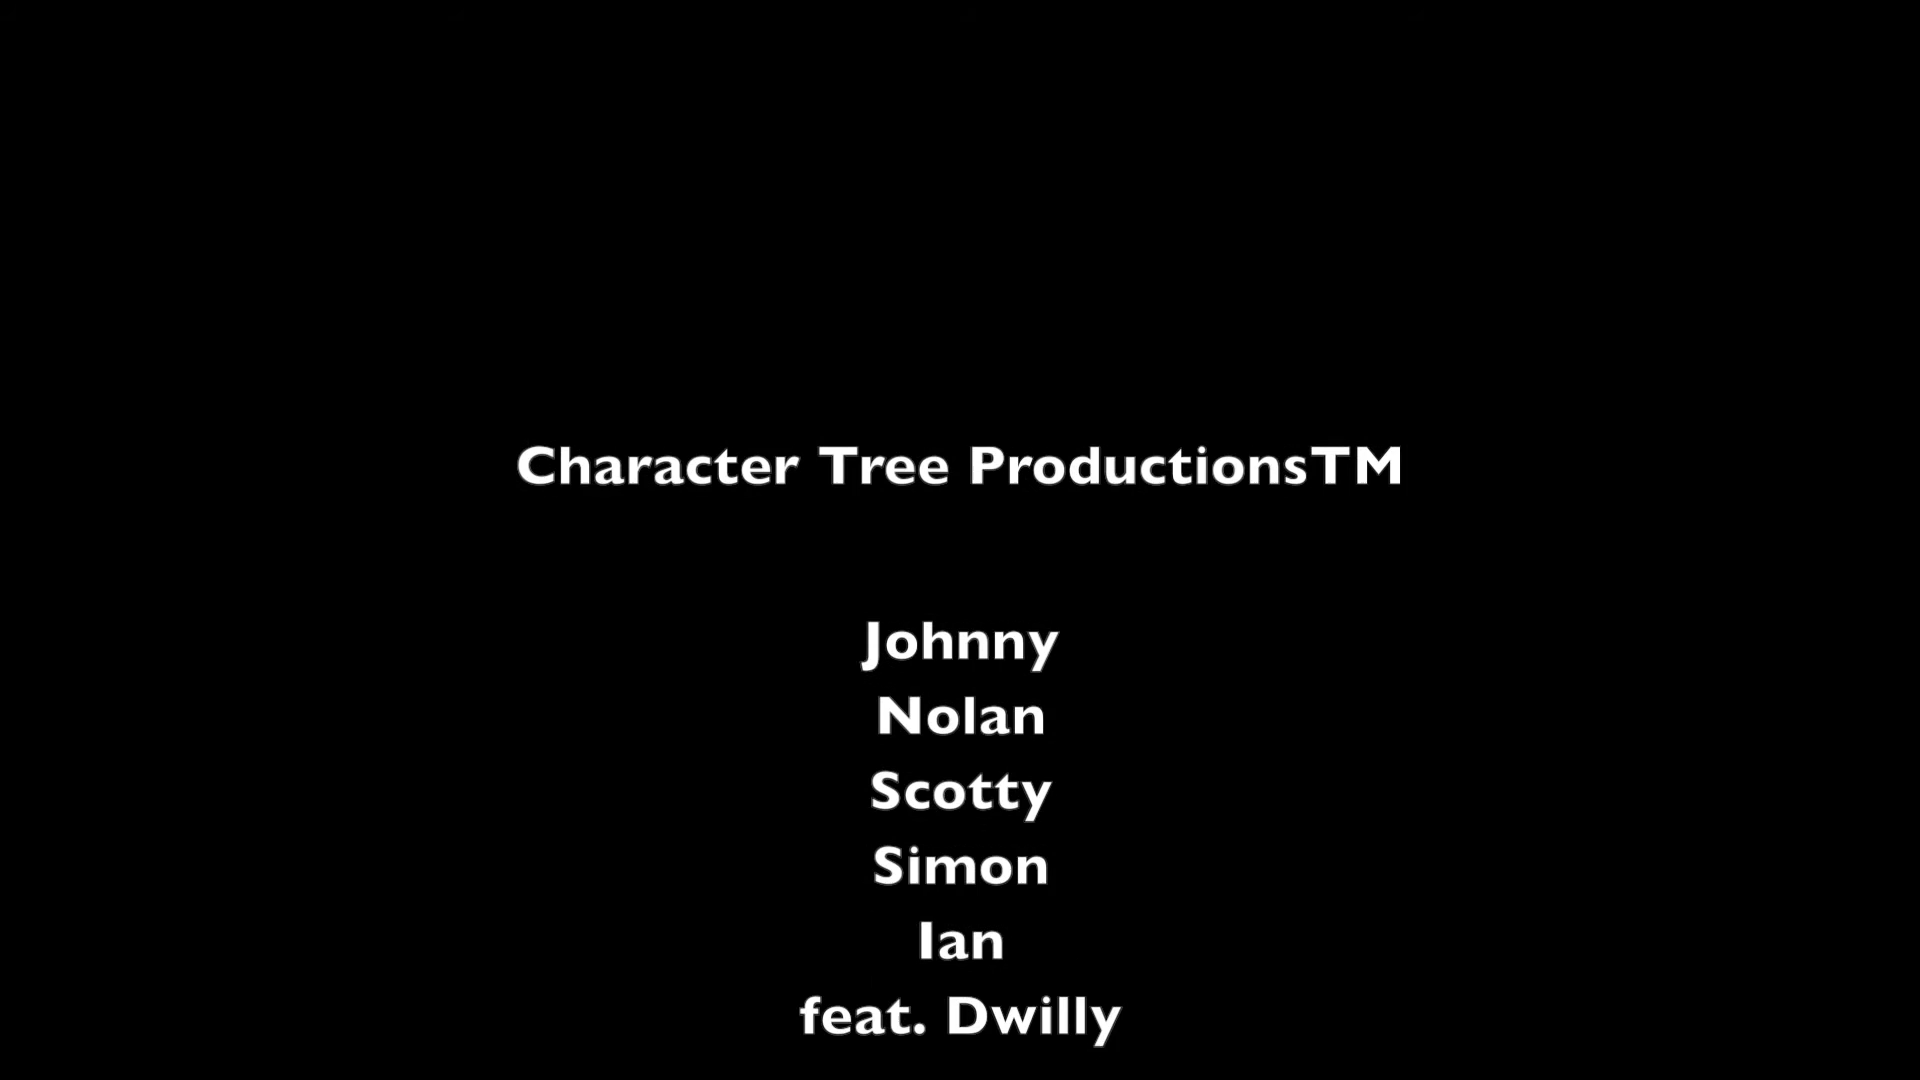 Character Tree ProductionsTM
Johnny
Nolan
Scotty
Simon
Ian
feat. Dwilly